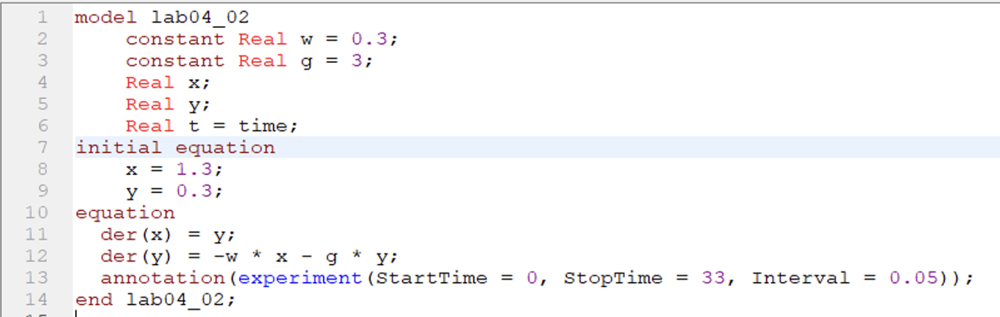 1 model lab04_02
2     constant Real w = 0.3;
3     constant Real g = 3;
4     Real x;
5     Real y;
6     Real t = time;
7 initial equation
8     x = 1.3;
9     y = 0.3;
10 equation
11   der(x) = y;
12   der(y) = -w * x - g * y;
13   annotation(experiment(StartTime = 0, StopTime = 33, Interval = 0.05));
14 end lab04_02;
15